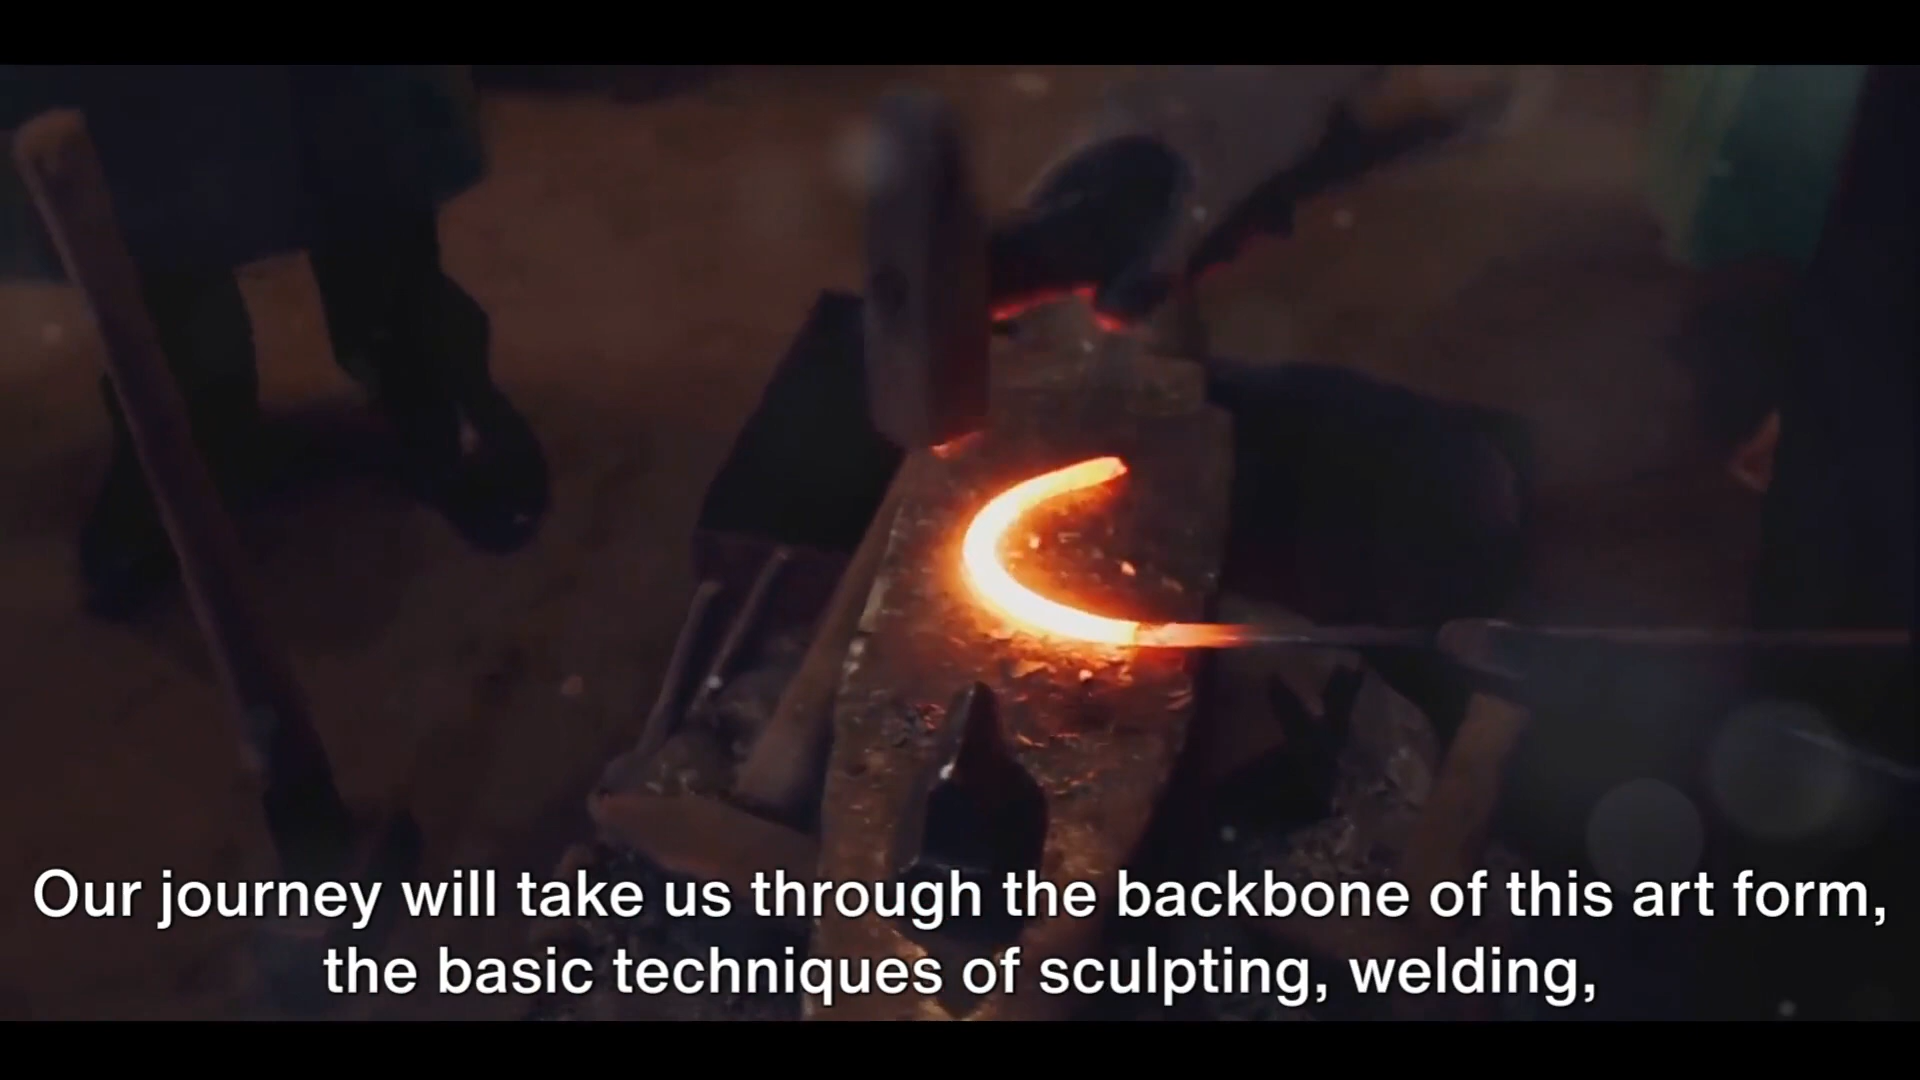 Our journey will take us through the backbone of this art form,
the basic techniques of sculpting, welding,